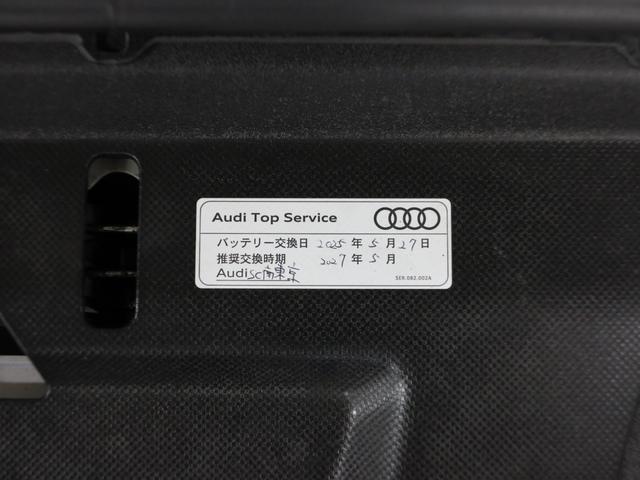 Audi Top Service
バッテリー交換日 2025 年 5 月 27 日
推奨交換時期 2027 年 5 月
Audi SC南東京
SER.082.002A